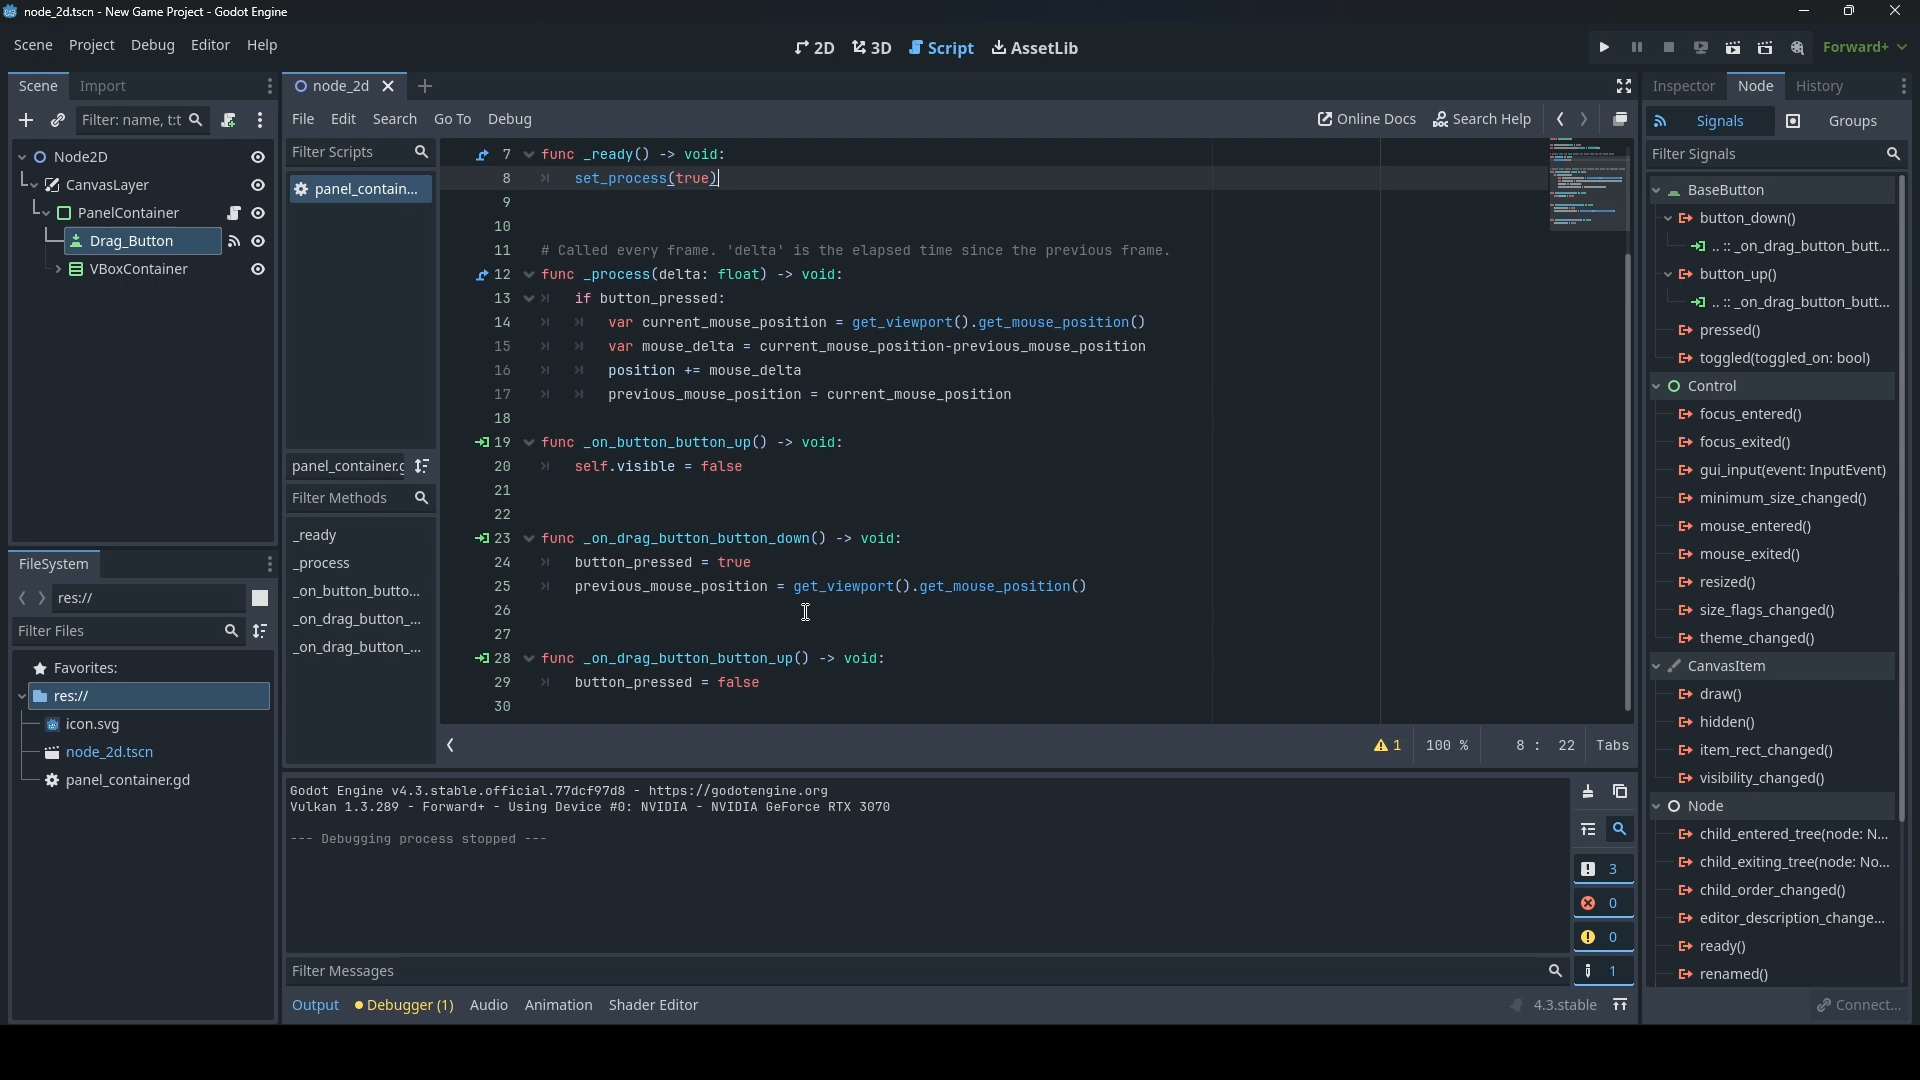 node_2d.tscn - New Game Project - Godot Engine
Scene Project Debug Editor Help
2D 3D Script AssetLib
Forward+
Scene Import
Filter: name, t:t
Node2D
CanvasLayer
PanelContainer
Drag_Button
VBoxContainer
FileSystem
res://
Filter Files
Favorites:
res://
icon.svg
node_2d.tscn
panel_container.gd
node_2d
File Edit Search Go To Debug
Online Docs Search Help
Filter Scripts
panel_contain...
panel_container.g
Filter Methods
_ready
_process
_on_button_butto...
_on_drag_button_...
_on_drag_button_...
7 func _ready() -> void:
8 set_process(true)
9
10
11 # Called every frame. 'delta' is the elapsed time since the previous frame.
12 func _process(delta: float) -> void:
13 if button_pressed:
14 var current_mouse_position = get_viewport().get_mouse_position()
15 var mouse_delta = current_mouse_position-previous_mouse_position
16 position += mouse_delta
17 previous_mouse_position = current_mouse_position
18
19 func _on_button_button_up() -> void:
20 self.visible = false
21
22
23 func _on_drag_button_button_down() -> void:
24 button_pressed = true
25 previous_mouse_position = get_viewport().get_mouse_position()
26
27
28 func _on_drag_button_button_up() -> void:
29 button_pressed = false
30
1 100 % 8 : 22 Tabs
Godot Engine v4.3.stable.official.77dcf97d8 - https://godotengine.org
Vulkan 1.3.289 - Forward+ - Using Device #0: NVIDIA - NVIDIA GeForce RTX 3070
--- Debugging process stopped ---
3
0
0
1
Filter Messages
Output Debugger (1) Audio Animation Shader Editor
4.3.stable
Inspector Node History
Signals Groups
Filter Signals
BaseButton
button_down()
.. :: _on_drag_button_butt...
button_up()
.. :: _on_drag_button_butt...
pressed()
toggled(toggled_on: bool)
Control
focus_entered()
focus_exited()
gui_input(event: InputEvent)
minimum_size_changed()
mouse_entered()
mouse_exited()
resized()
size_flags_changed()
theme_changed()
CanvasItem
draw()
hidden()
item_rect_changed()
visibility_changed()
Node
child_entered_tree(node: N...
child_exiting_tree(node: No...
child_order_changed()
editor_description_change...
ready()
renamed()
Connect...